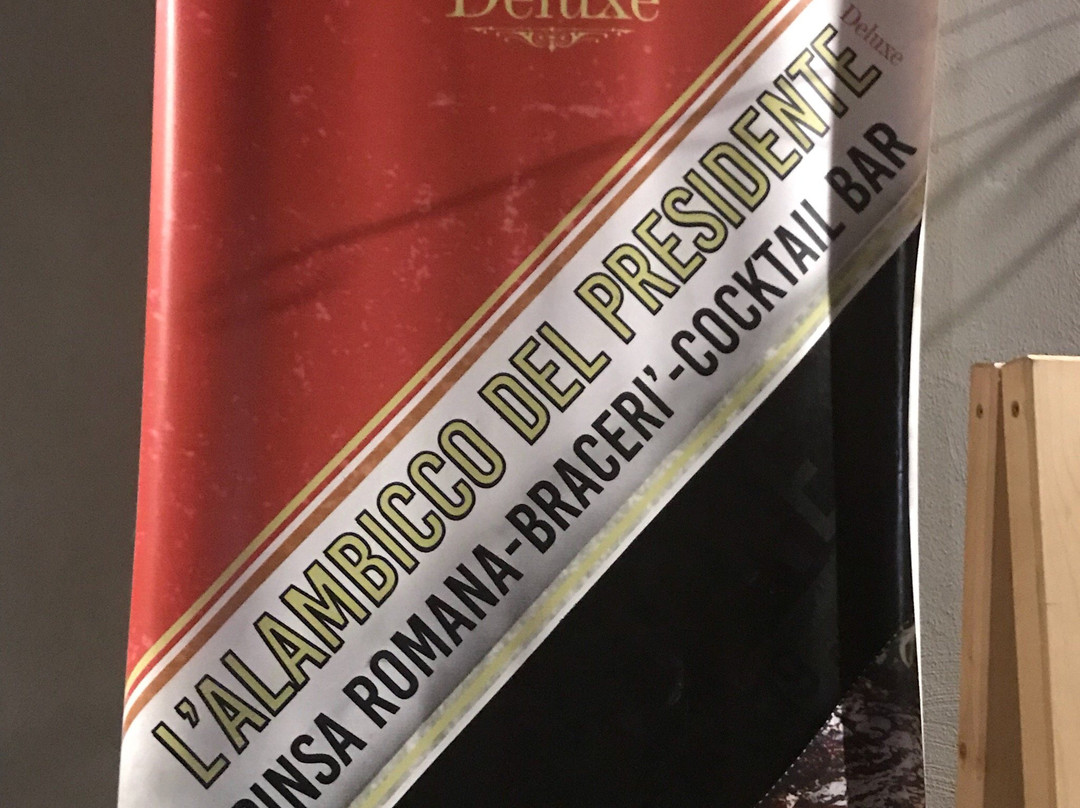 Deluxe
Deluxe
L'ALAMBICCO DEL PRESIDENTE
PINSA ROMANA-BRACERI'-COCKTAIL BAR